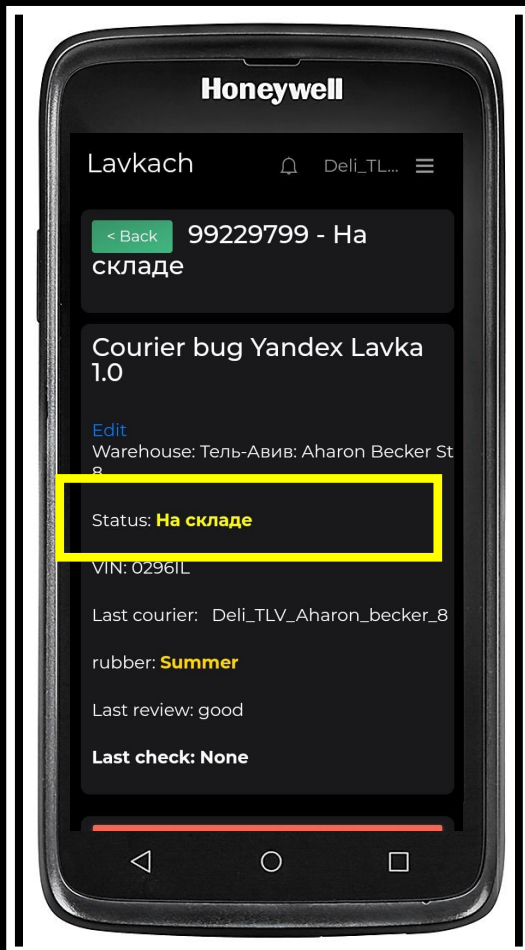 Honeywell
Lavkach Deli_TL...
< Back 99229799 - На
складе
Courier bug Yandex Lavka
1.0
Edit
Warehouse: Тель-Авив: Aharon Becker St
8
Status: На складе
VIN: 0296IL
Last courier: Deli_TLV_Aharon_becker_8
rubber: Summer
Last review: good
Last check: None